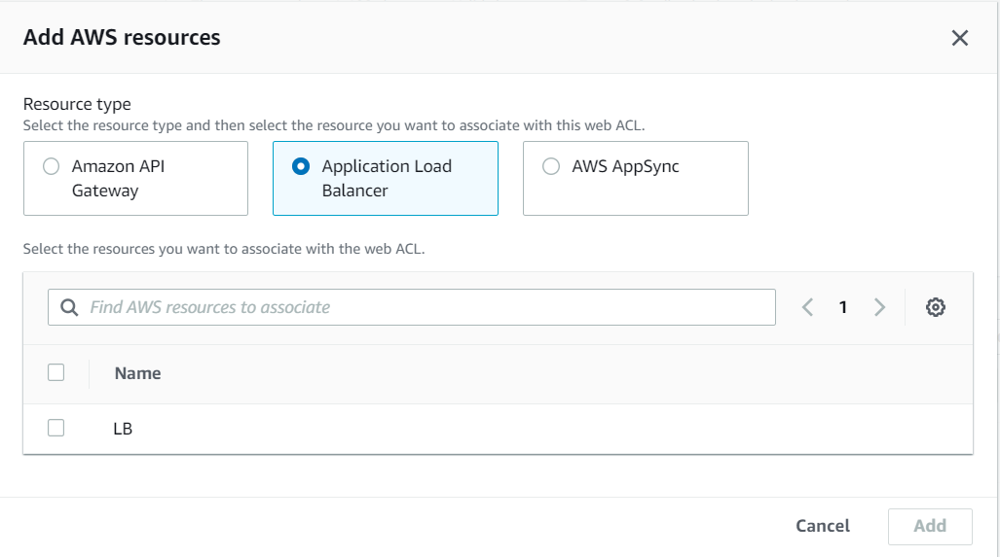 Add AWS resources
Resource type
Select the resource type and then select the resource you want to associate with this web ACL.
Amazon API
Gateway
Application Load
Balancer
AWS AppSync
Select the resources you want to associate with the web ACL.
Find AWS resources to associate
1
Name
LB
Cancel
Add